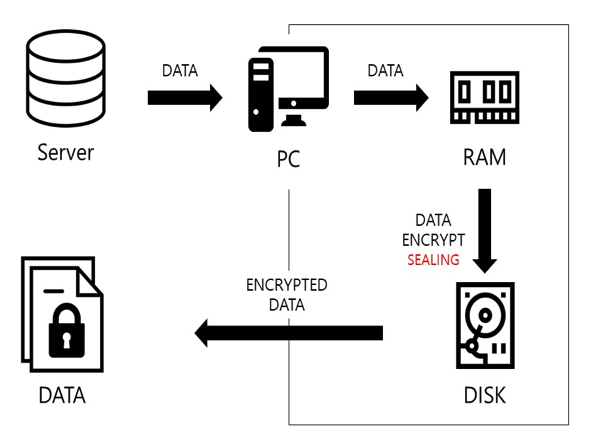 DATA
DATA
Server
PC
RAM
DATA
ENCRYPT
SEALING
ENCRYPTED
DATA
DATA
DISK